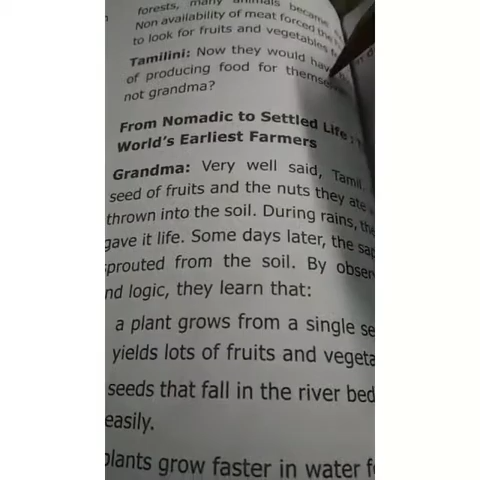 forests, many animals became
Non availability of meat forced the
to look for fruits and vegetables
Tamilini: Now they would have
of producing food for themselves
not grandma?
From Nomadic to Settled Life :
World's Earliest Farmers
Grandma: Very well said, Tamil
seed of fruits and the nuts they ate
thrown into the soil. During rains, the
gave it life. Some days later, the sap
sprouted from the soil. By obser
nd logic, they learn that:
a plant grows from a single se
yields lots of fruits and vegeta
seeds that fall in the river bed
easily.
plants grow faster in water f